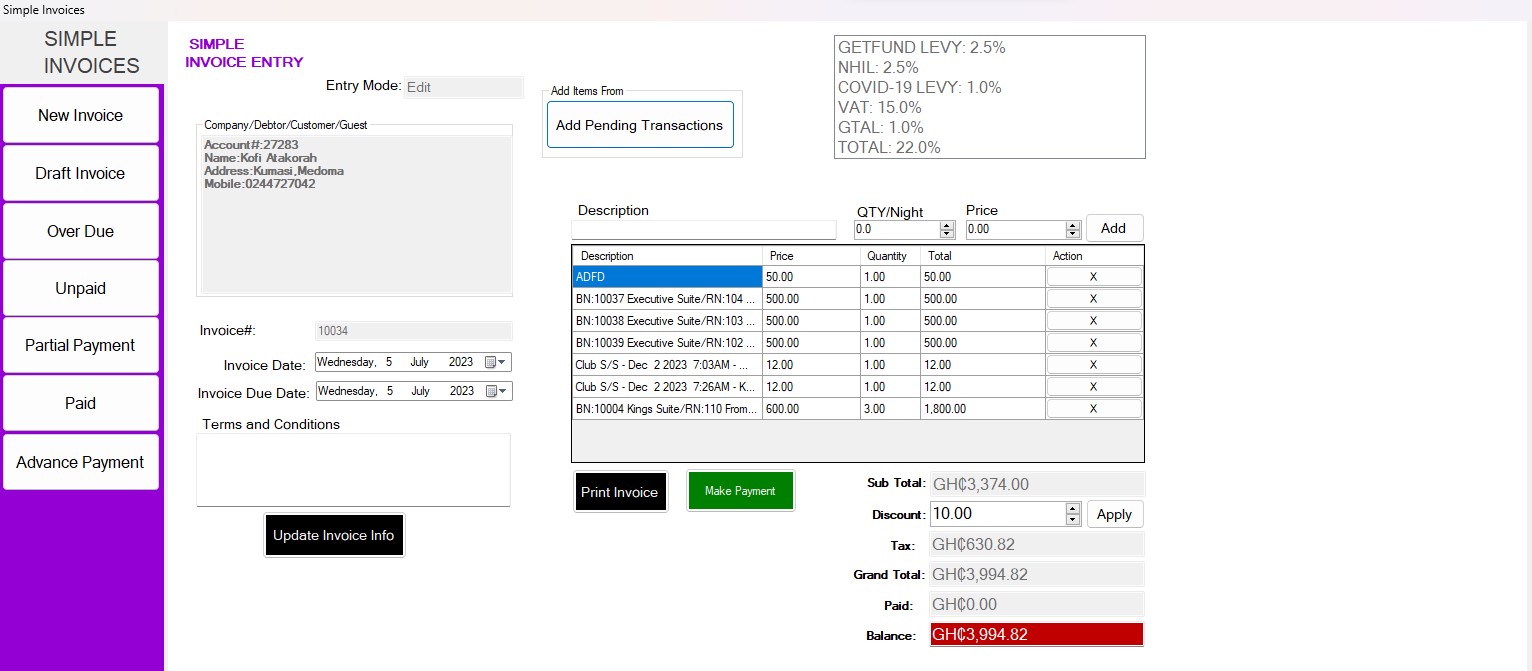 Simple Invoices
SIMPLE
INVOICES
New Invoice
Draft Invoice
Over Due
Unpaid
Partial Payment
Paid
Advance Payment
SIMPLE
INVOICE ENTRY
Entry Mode: Edit
Company/Debtor/Customer/Guest
Account#:27283
Name:Kofi Atakorah
Address:Kumasi,Medoma
Mobile:0244727042
Invoice#: 10034
Invoice Date: Wednesday, 5 July 2023
Invoice Due Date: Wednesday, 5 July 2023
Terms and Conditions
Update Invoice Info
Add Items From
Add Pending Transactions
GETFUND LEVY: 2.5%
NHIL: 2.5%
COVID-19 LEVY: 1.0%
VAT: 15.0%
GTAL: 1.0%
TOTAL: 22.0%
Description QTY/Night Price
0.0 0.00 Add
Description Price Quantity Total Action
ADFD 50.00 1.00 50.00 X
BN:10037 Executive Suite/RN:104 ... 500.00 1.00 500.00 X
BN:10038 Executive Suite/RN:103 ... 500.00 1.00 500.00 X
BN:10039 Executive Suite/RN:102 ... 500.00 1.00 500.00 X
Club S/S - Dec 2 2023 7:03AM - ... 12.00 1.00 12.00 X
Club S/S - Dec 2 2023 7:26AM - K... 12.00 1.00 12.00 X
BN:10004 Kings Suite/RN:110 From... 600.00 3.00 1,800.00 X
Print Invoice
Make Payment
Sub Total: GH₵3,374.00
Discount: 10.00 Apply
Tax: GH₵630.82
Grand Total: GH₵3,994.82
Paid: GH₵0.00
Balance: GH₵3,994.82